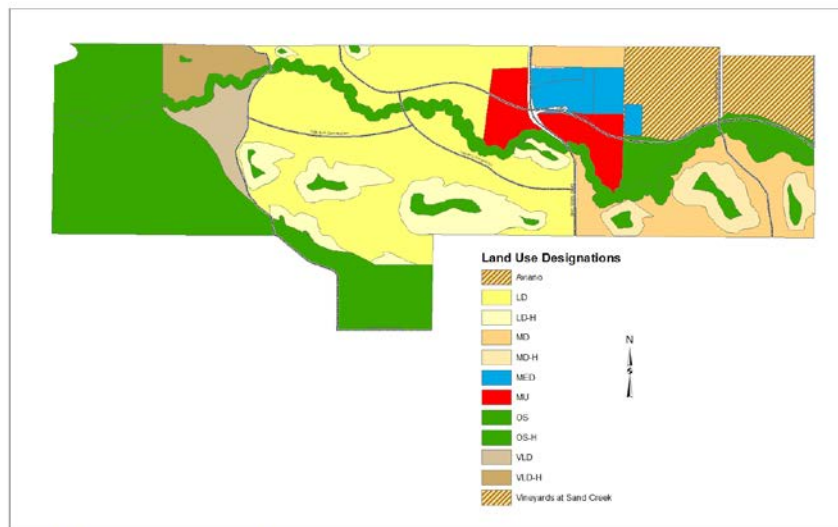 Land Use Designations
Aviano
LD
LD-H
MD
MD-H
MED
MU
OS
OS-H
VLD
VLD-H
Vineyards at Sand Creek
N
S